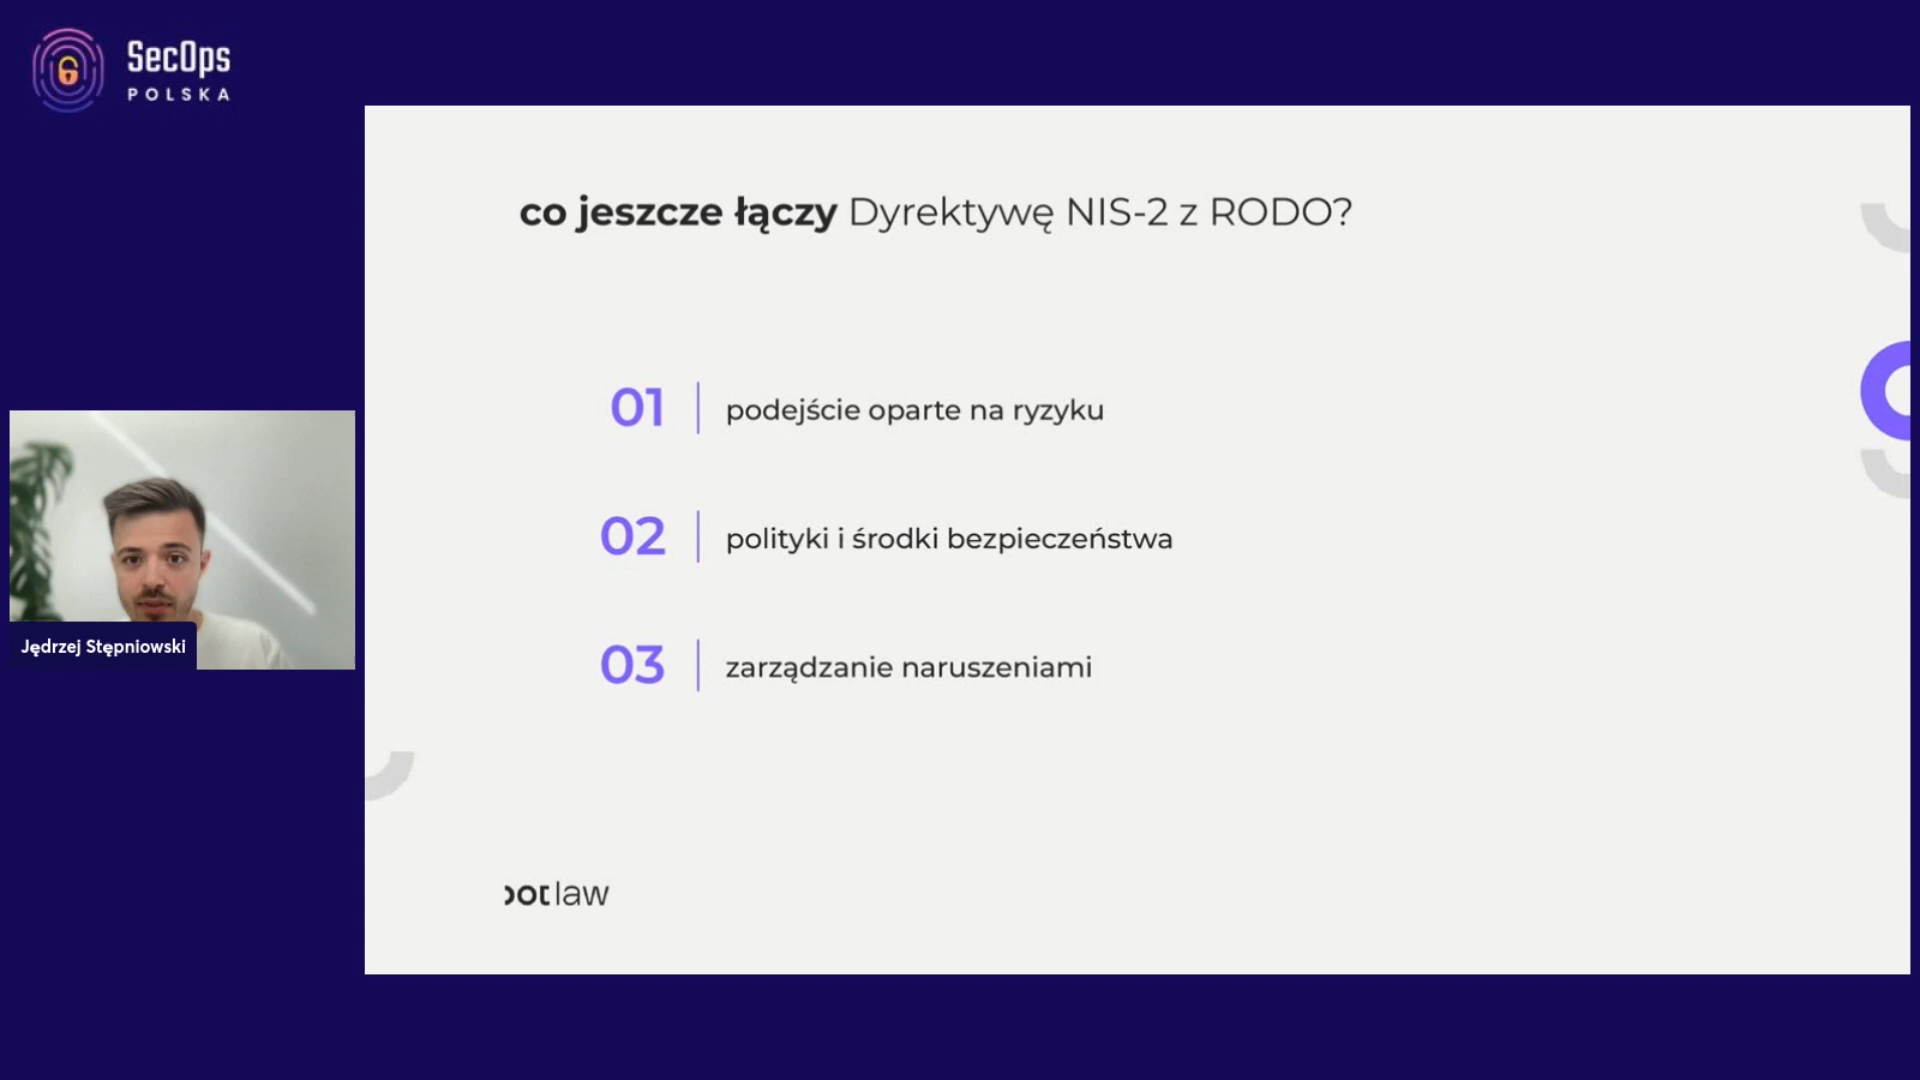 SecOps
POLSKA
co jeszcze łączy Dyrektywę NIS-2 z RODO?
01 podejście oparte na ryzyku
02 polityki i środki bezpieczeństwa
03 zarządzanie naruszeniami
Jędrzej Stępniowski
law